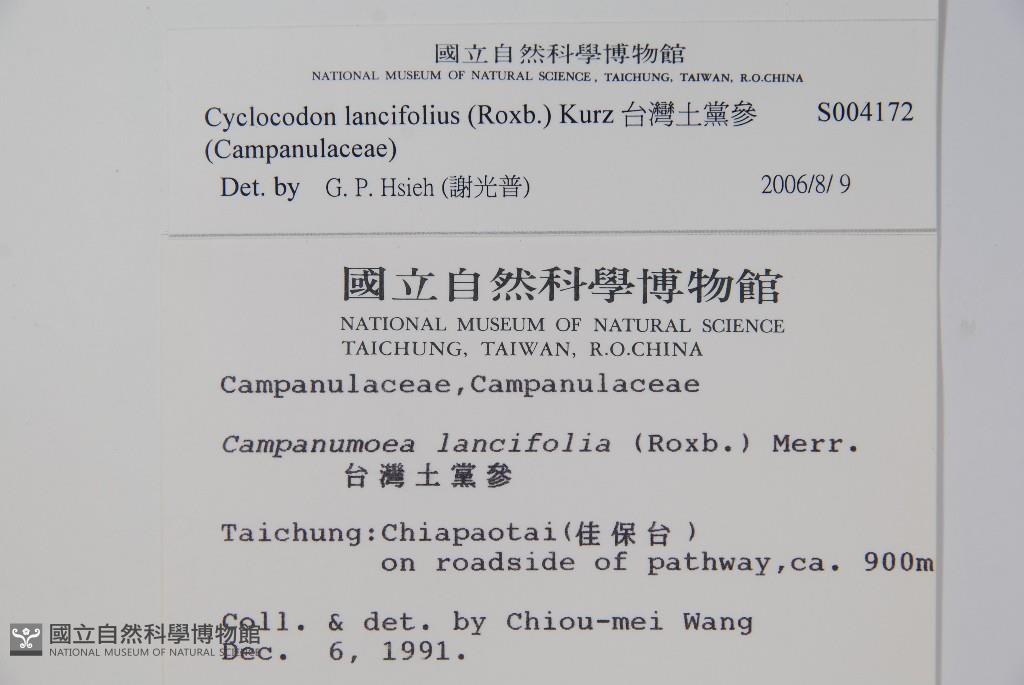 國立自然科學博物館
NATIONAL MUSEUM OF NATURAL SCIENCE, TAICHUNG, TAIWAN, R.O.CHINA
Cyclocodon lancifolius (Roxb.) Kurz 台灣土黨參 S004172
(Campanulaceae)
Det. by G. P. Hsieh (謝光普) 2006/8/ 9
國立自然科學博物館
NATIONAL MUSEUM OF NATURAL SCIENCE
TAICHUNG, TAIWAN, R.O.CHINA
Campanulaceae,Campanulaceae
Campanumoea lancifolia (Roxb.) Merr.
台灣土黨參
Taichung:Chiapaotai(佳保台)
on roadside of pathway,ca. 900m
Coll. & det. by Chiou-mei Wang
Dec. 6, 1991.
國立自然科學博物館
NATIONAL MUSEUM OF NATURAL SCIENCE